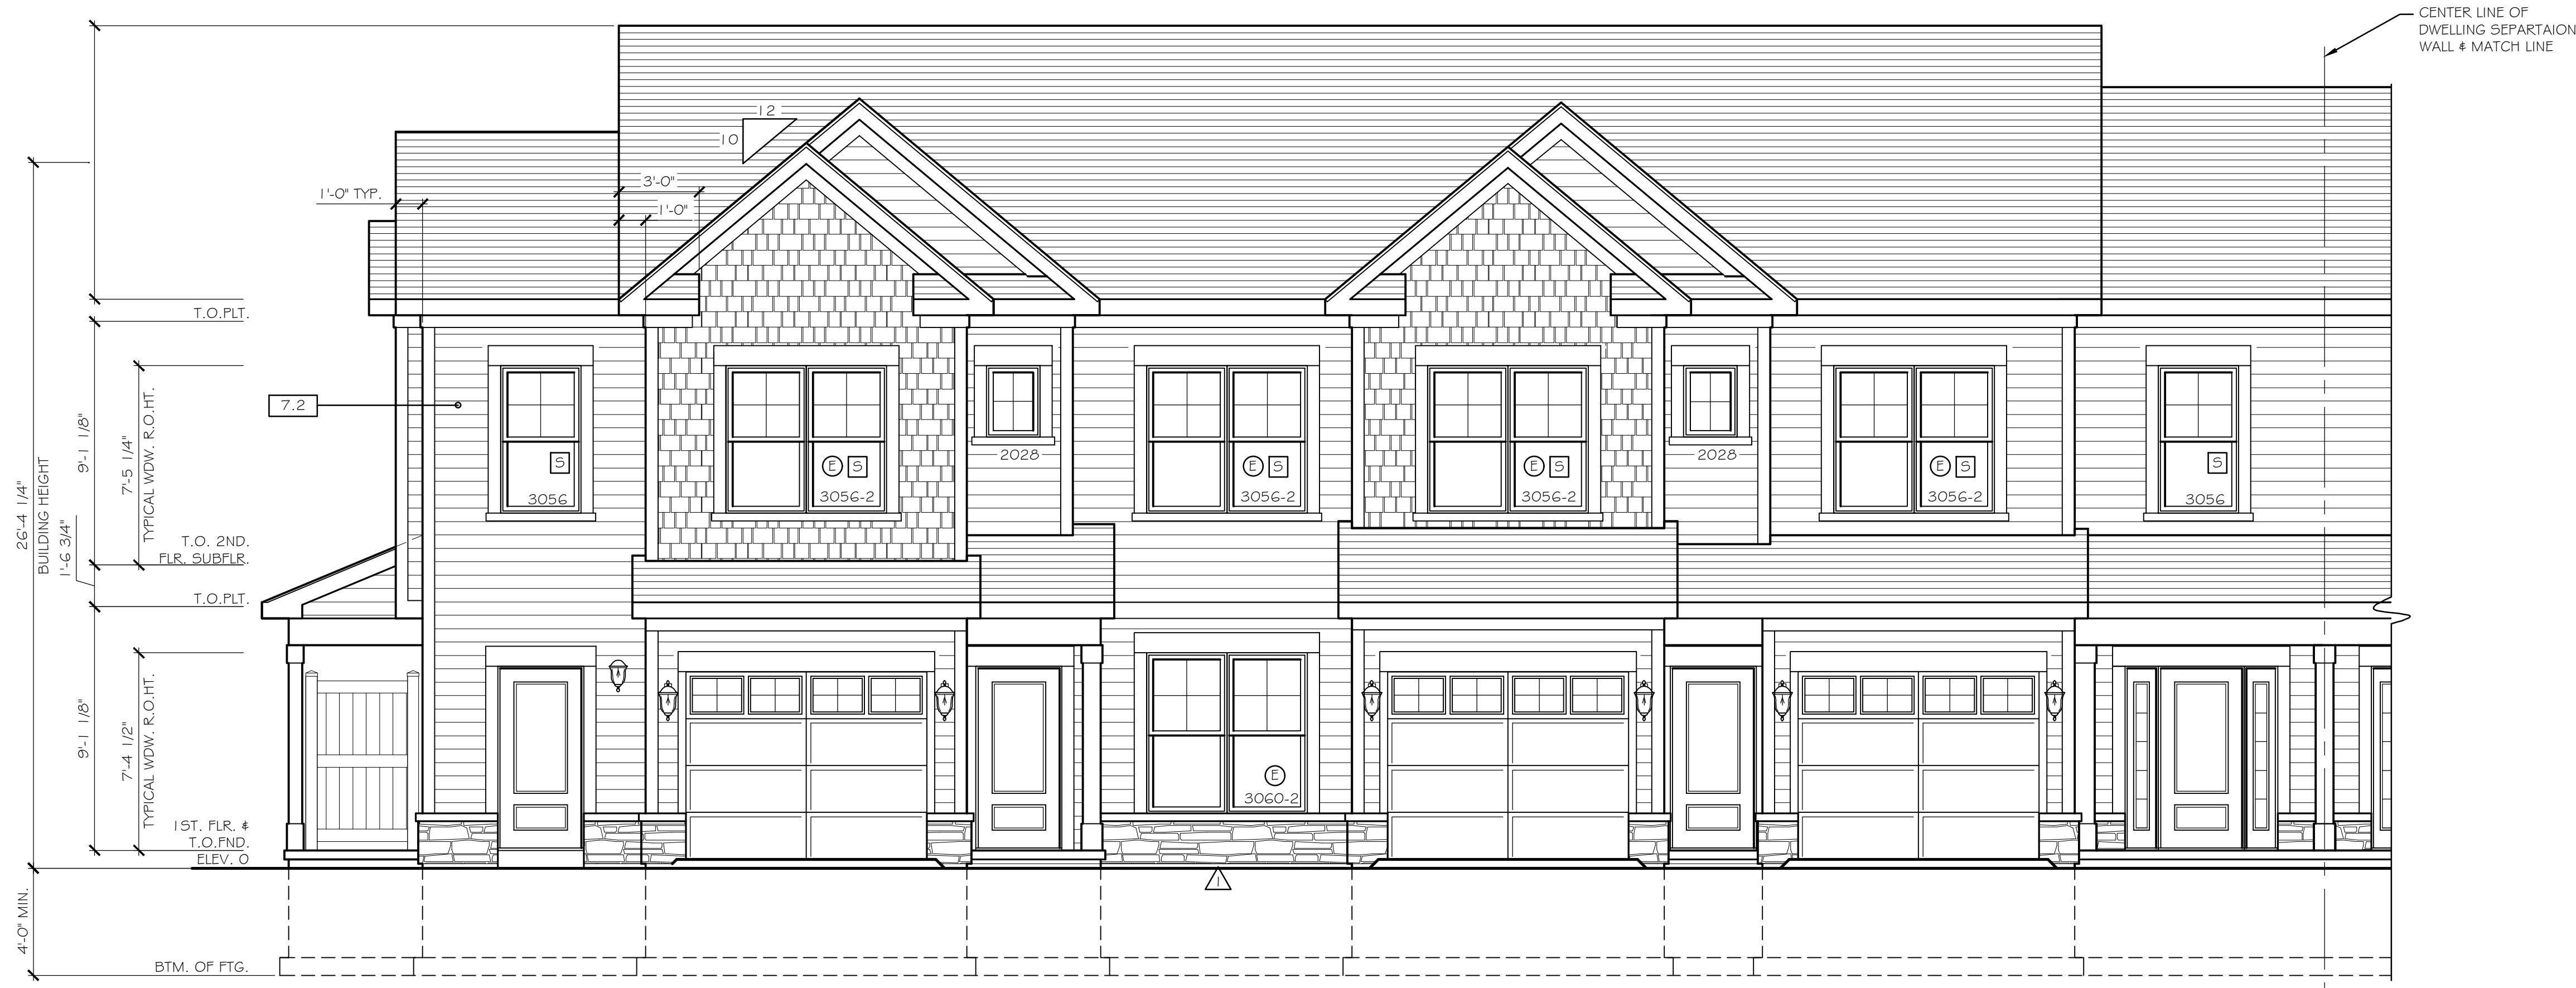 CENTER LINE OF
DWELLING SEPARTAION
WALL & MATCH LINE
12
10
3'-0"
1'-0" TYP.
1'-0"
T.O.PLT.
7.2
9'-1 1/8"
7'-5 1/4"
TYPICAL WDW. R.O.HT.
26'-4 1/4"
BUILDING HEIGHT
1'-6 3/4"
S
3056
E S
3056-2
2028
E S
3056-2
E S
3056-2
2028
E S
3056-2
S
3056
T.O. 2ND.
FLR. SUBFLR.
T.O.PLT.
9'-1 1/8"
7'-4 1/2"
TYPICAL WDW. R.O.HT.
E
3060-2
1ST. FLR. &
T.O.FND.
ELEV. 0
1
4'-0" MIN.
BTM. OF FTG.